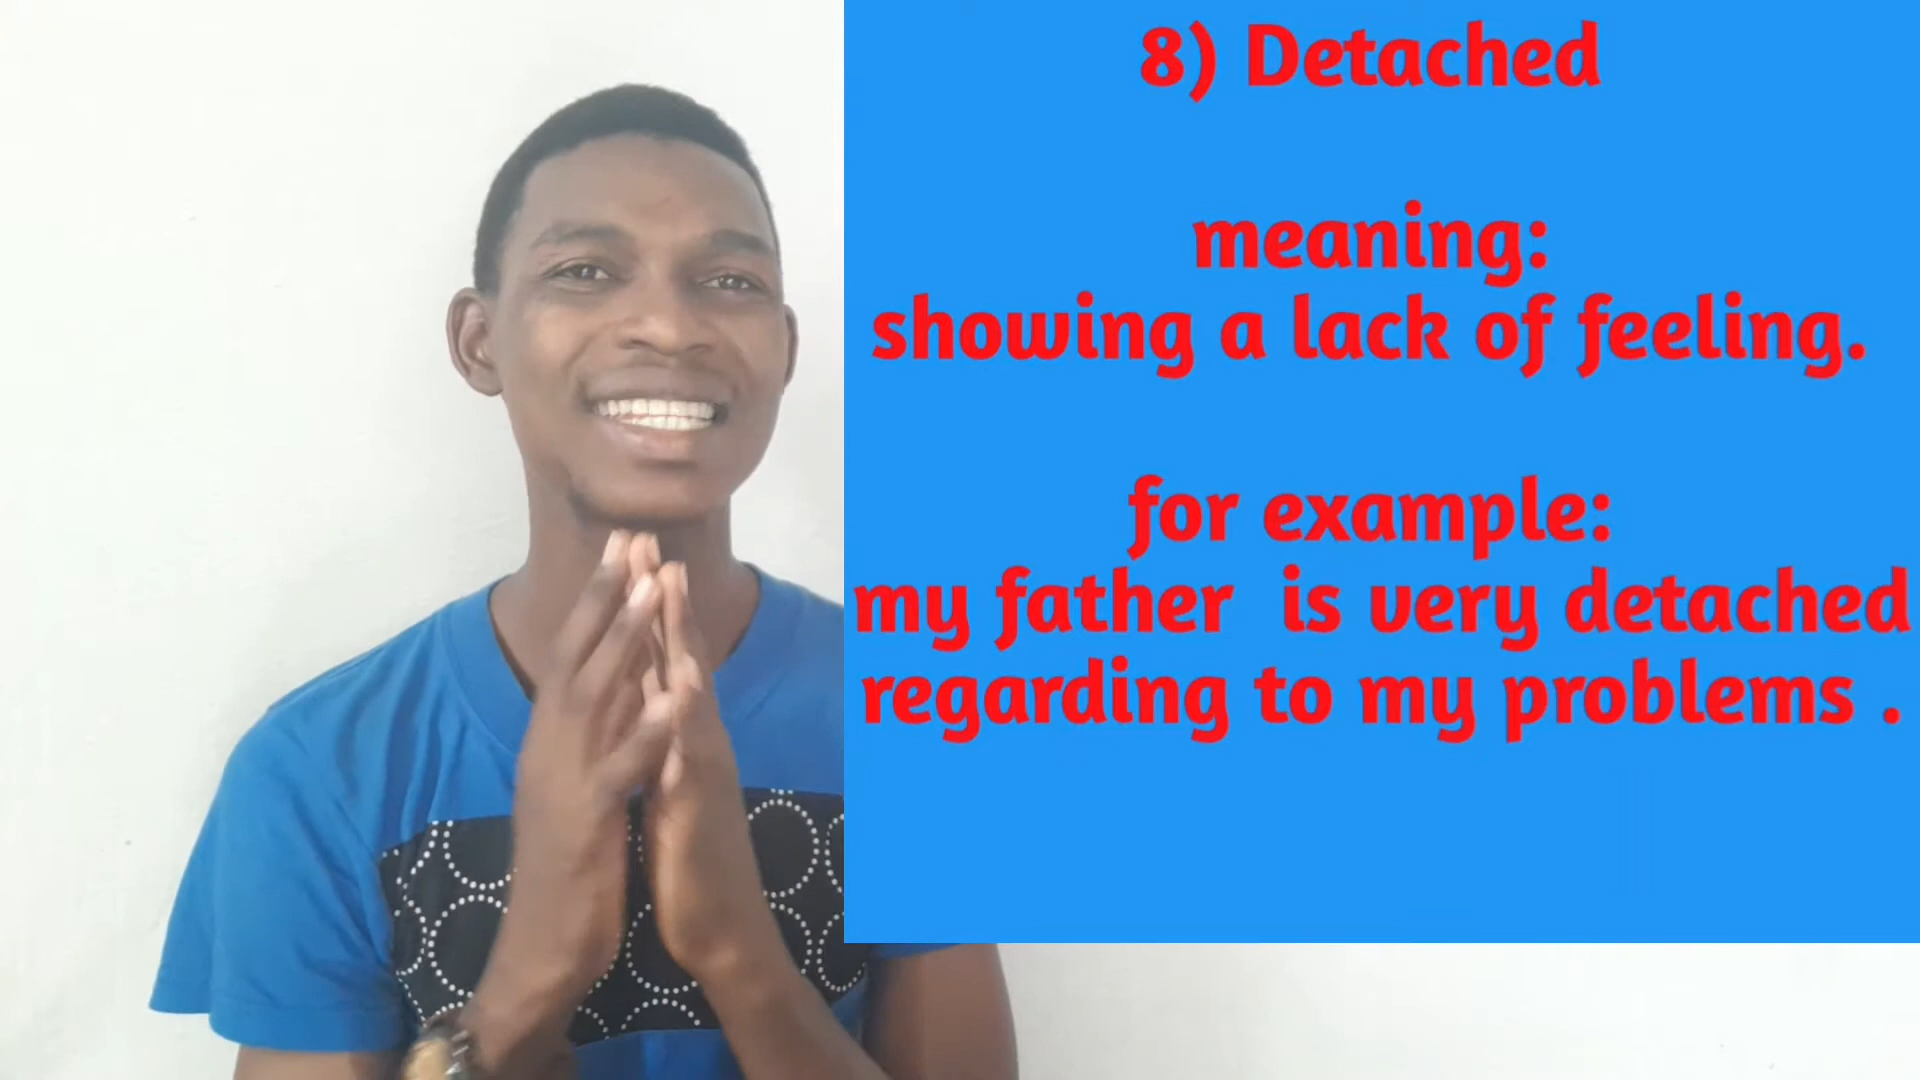 8) Detached
meaning:
showing a lack of feeling.
for example:
my father is very detached
regarding to my problems .